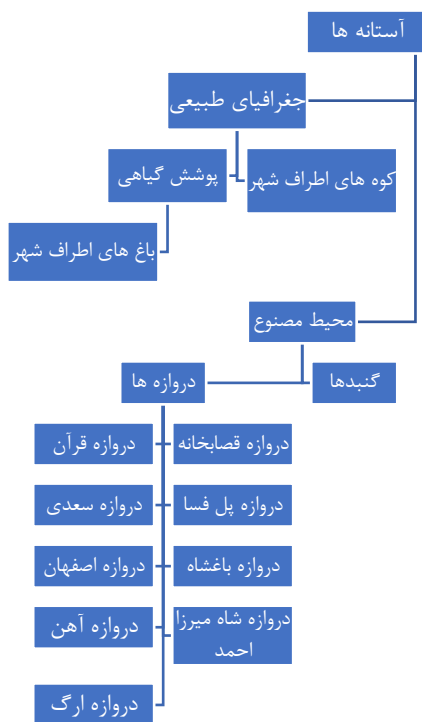 آستانه ها
جغرافیای طبیعی
کوه های اطراف شهر
پوشش گیاهی
باغ های اطراف شهر
محیط مصنوع
گنبدها
دروازه ها
دروازه قصابخانه
دروازه قرآن
دروازه پل فسا
دروازه سعدی
دروازه باغشاه
دروازه اصفهان
دروازه شاه میرزا
احمد
دروازه آهن
دروازه ارگ